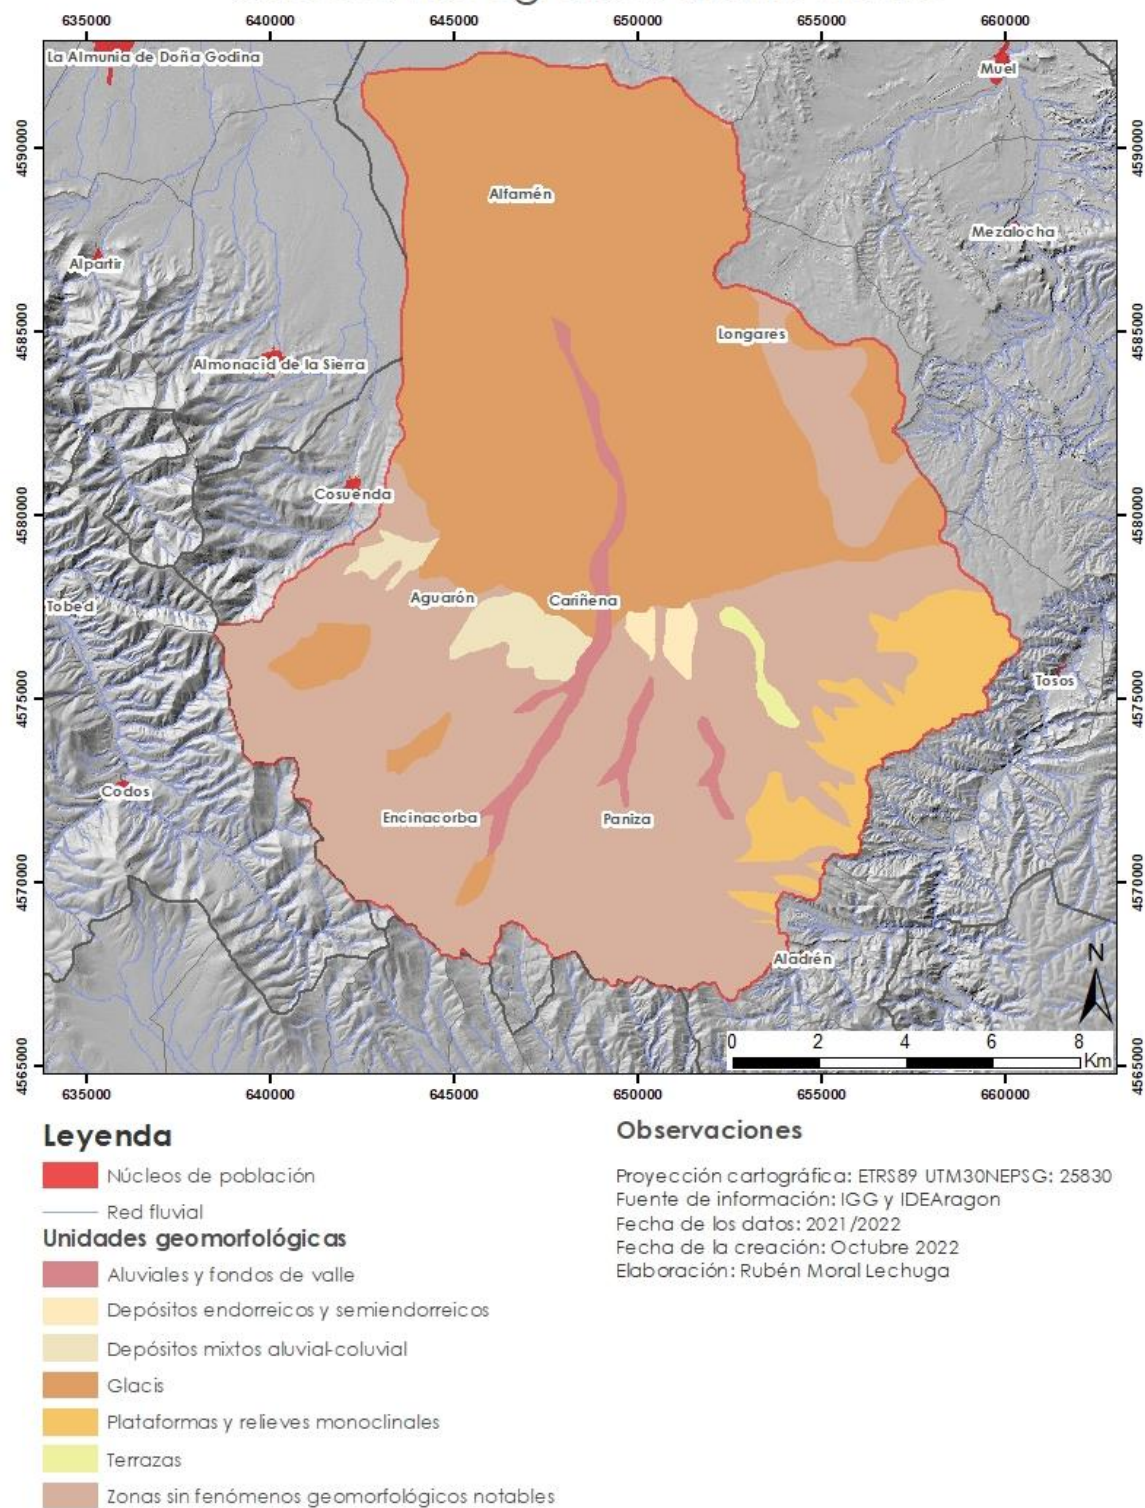 635000 640000 645000 650000 655000 660000
La Almunia de Doña Godina
Muel
4590000 4590000
Alfamén
Mezalocha
Alpartir
4585000 4585000
Longares
Almonacid de la Sierra
Cosuenda
4580000 4580000
Tobed
Aguarón
Cariñena
Tosos
4575000 4575000
Codos
Encinacorba
Paniza
4570000 4570000
Aladrén
N
0 2 4 6 8
Km
4565000 4565000
635000 640000 645000 650000 655000 660000
Leyenda
Núcleos de población
Red fluvial
Unidades geomorfológicas
Aluviales y fondos de valle
Depósitos endorreicos y semiendorreicos
Depósitos mixtos aluvial-coluvial
Glacis
Plataformas y relieves monoclinales
Terrazas
Zonas sin fenómenos geomorfológicos notables
Observaciones
Proyección cartográfica: ETRS89 UTM30NEPSG: 25830
Fuente de información: IGG y IDEAragon
Fecha de los datos: 2021/2022
Fecha de la creación: Octubre 2022
Elaboración: Rubén Moral Lechuga